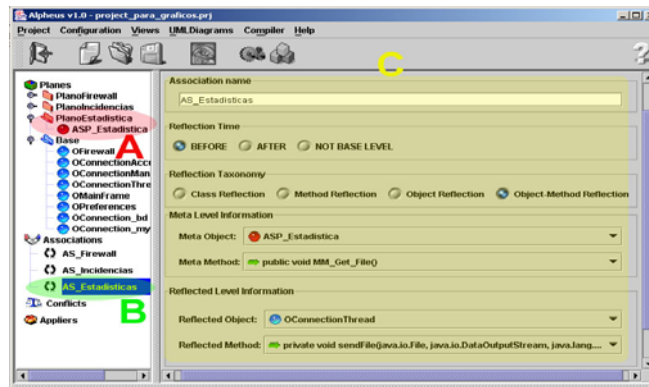 Alpheus v1.0 - project_para_graficos.prj
Project Configuration Views UMLDiagrams Compiler Help
C
Planes
PlanoFirewall
PlanoIncidencias
PlanoEstadistica
ASP_Estadistica
A
Base
OFirewall
OConnectionAcc
OConnectionMan
OConnectionThre
OMainFrame
OPreferences
OConnection_bd
OConnection_my
Associations
AS_Firewall
AS_Incidencias
AS_Estadisticas
B
Conflicts
Appliers
Association name
AS_Estadisticas
Reflection Time
BEFORE AFTER NOT BASE LEVEL
Reflection Taxonomy
Class Reflection Method Reflection Object Reflection Object-Method Reflection
Meta Level Information
Meta Object: ASP_Estadistica
Meta Method: public void MM_Get_File()
Reflected Level Information
Reflected Object: OConnectionThread
Reflected Method: private void sendFile(java.io.File, java.io.DataOutputStream, java.lang....